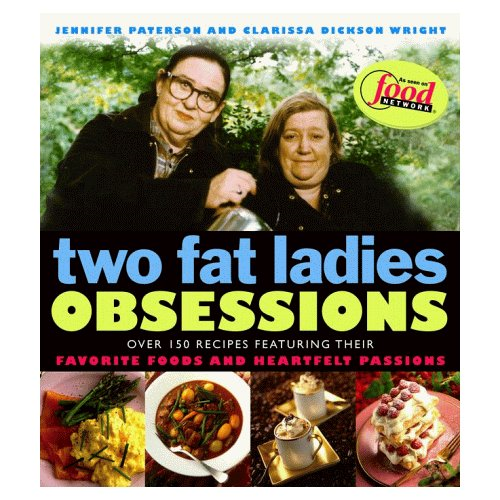 JENNIFER PATERSON AND CLARISSA DICKSON WRIGHT
As seen on
food
NETWORK®
two fat ladies
OBSESSIONS
OVER 150 RECIPES FEATURING THEIR
FAVORITE FOODS AND HEARTFELT PASSIONS